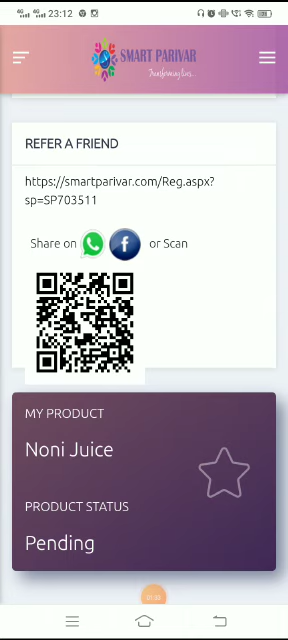 23:12
SMART PARIVAR
Transforming lives...
REFER A FRIEND
https://smartparivar.com/Reg.aspx?
sp=SP703511
Share on or Scan
MY PRODUCT
Noni Juice
PRODUCT STATUS
Pending